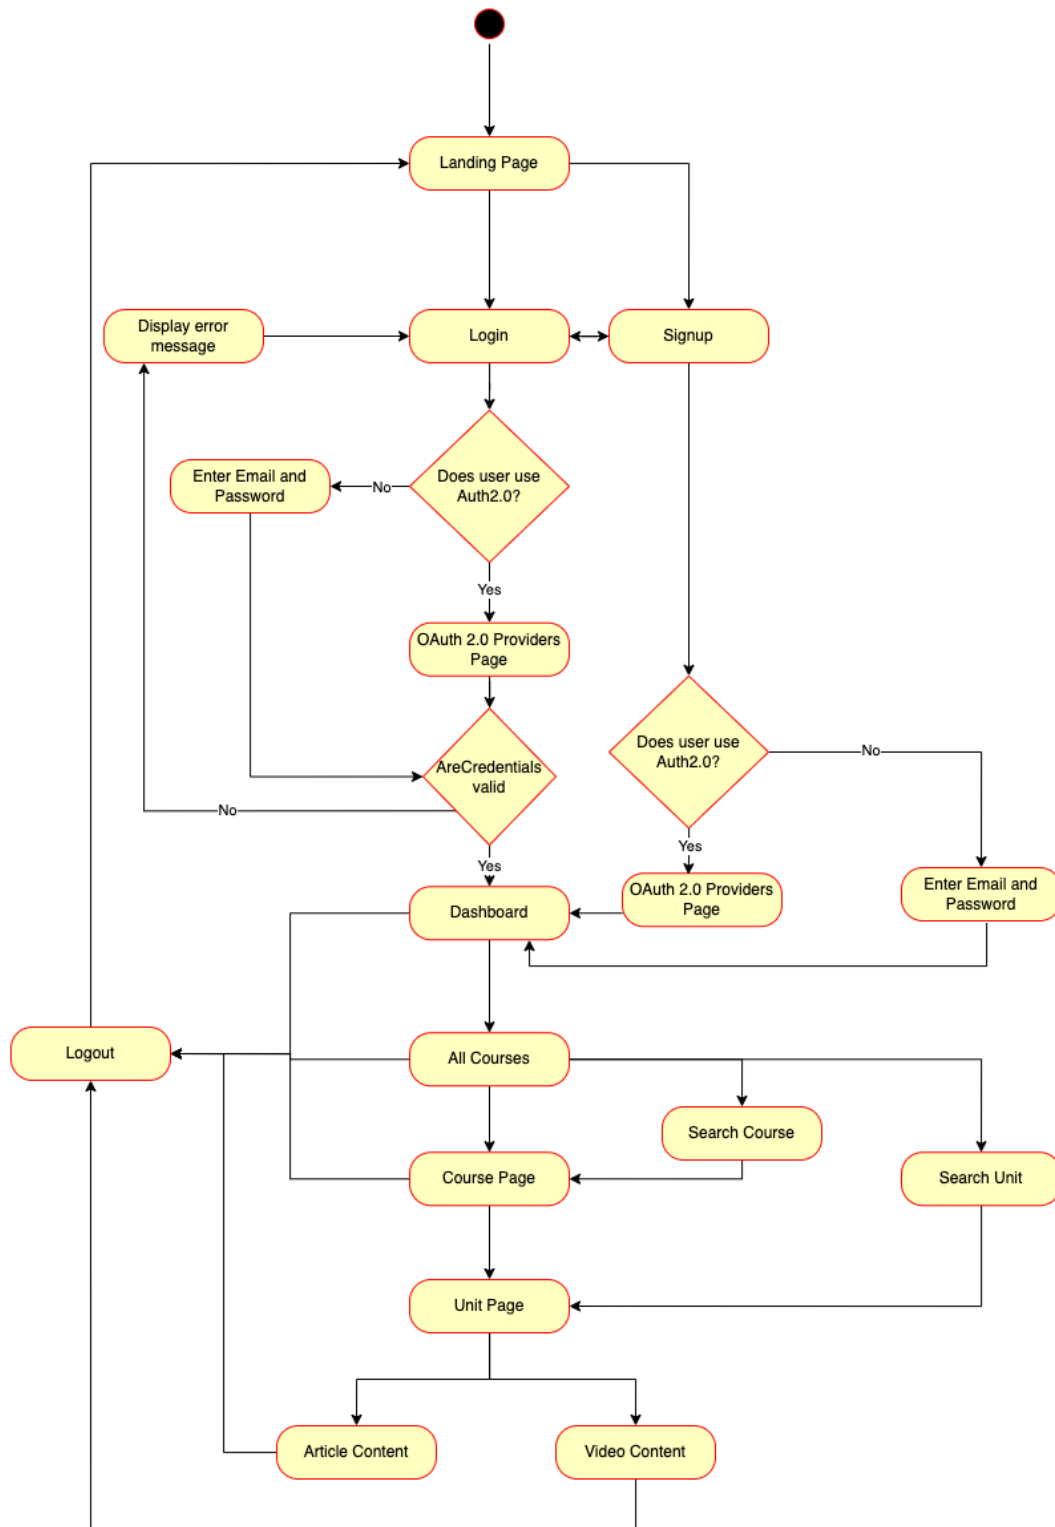 Landing Page
Display error
message
Login
Signup
Enter Email and
Password
No
Does user use
Auth2.0?
Yes
OAuth 2.0 Providers
Page
AreCredentials
valid
No
Does user use
Auth2.0?
No
Yes
Yes
Dashboard
OAuth 2.0 Providers
Page
Enter Email and
Password
Logout
All Courses
Search Course
Course Page
Search Unit
Unit Page
Article Content
Video Content